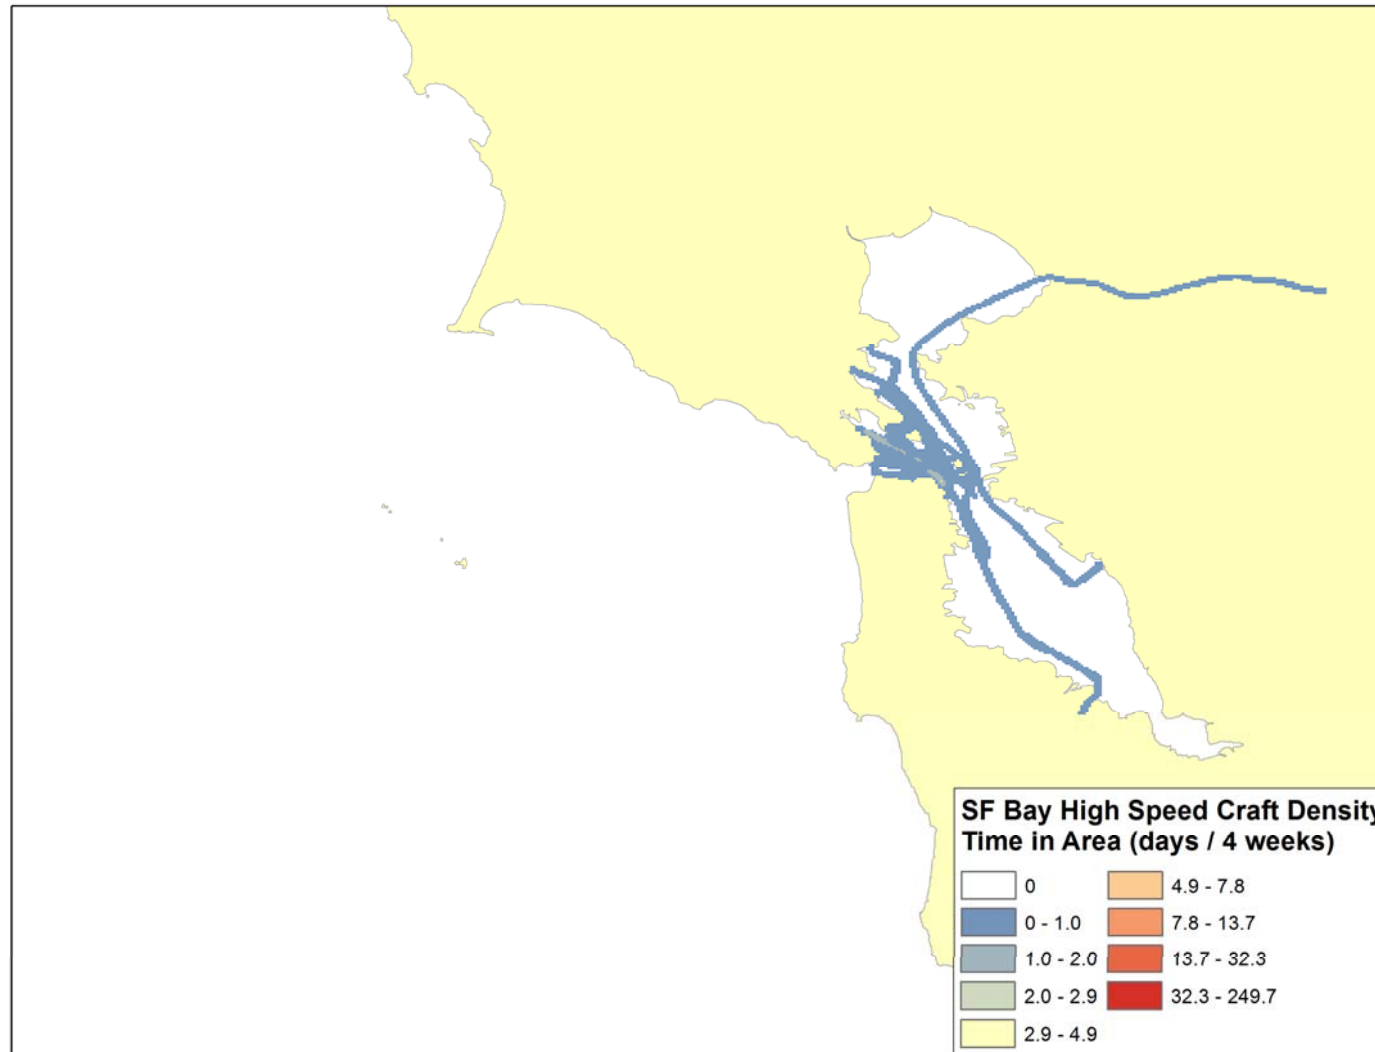 SF Bay High Speed Craft Density
Time in Area (days / 4 weeks)
0
4.9 - 7.8
0 - 1.0
7.8 - 13.7
1.0 - 2.0
13.7 - 32.3
2.0 - 2.9
32.3 - 249.7
2.9 - 4.9